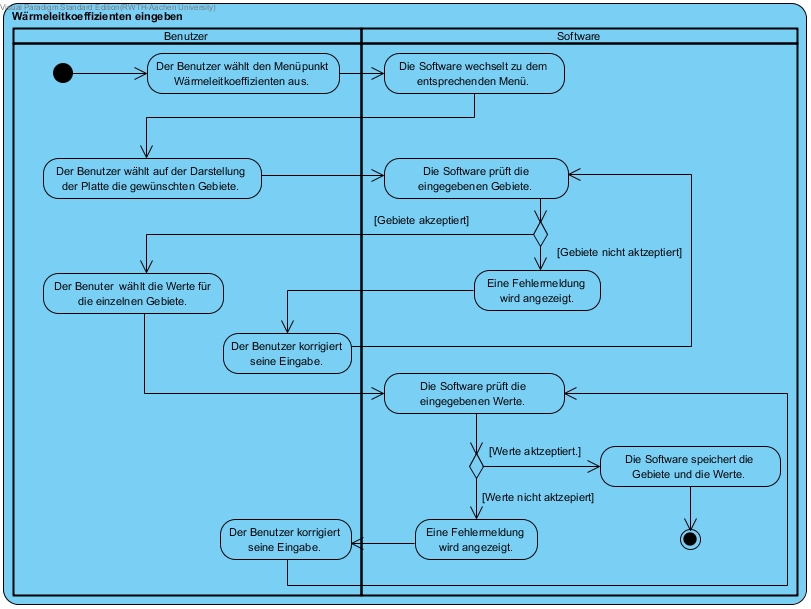 Visual Paradigm Standard Edition(RWTH-Aachen University)
Wärmeleitkoeffizienten eingeben
Benutzer
Software
Der Benutzer wählt den Menüpunkt
Wärmeleitkoeffizienten aus.
Die Software wechselt zu dem
entsprechenden Menü.
Der Benutzer wählt auf der Darstellung
der Platte die gewünschten Gebiete.
Die Software prüft die
eingegebenen Gebiete.
[Gebiete akzeptiert]
[Gebiete nicht aktzeptiert]
Der Benuter wählt die Werte für
die einzelnen Gebiete.
Eine Fehlermeldung
wird angezeigt.
Der Benutzer korrigiert
seine Eingabe.
Die Software prüft die
eingegebenen Werte.
[Werte aktzeptiert.]
Die Software speichert die
Gebiete und die Werte.
[Werte nicht aktzepiert]
Der Benutzer korrigiert
seine Eingabe.
Eine Fehlermeldung
wird angezeigt.